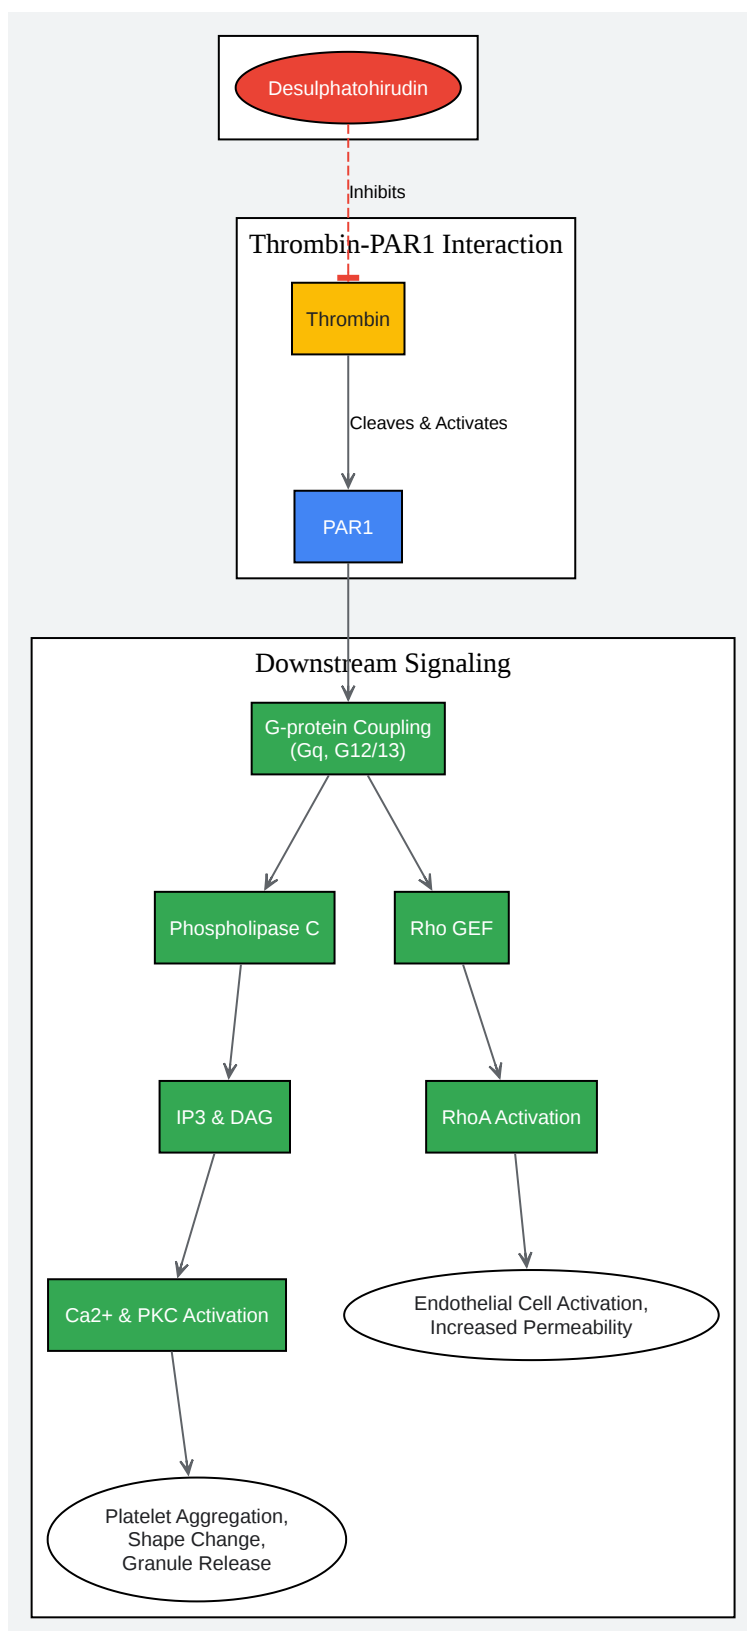 Desulphatohirudin
Inhibits
Thrombin-PAR1 Interaction
Thrombin
Cleaves & Activates
PAR1
Downstream Signaling
G-protein Coupling
(Gq, G12/13)
Phospholipase C
Rho GEF
IP3 & DAG
RhoA Activation
Ca2+ & PKC Activation
Endothelial Cell Activation,
Increased Permeability
Platelet Aggregation,
Shape Change,
Granule Release